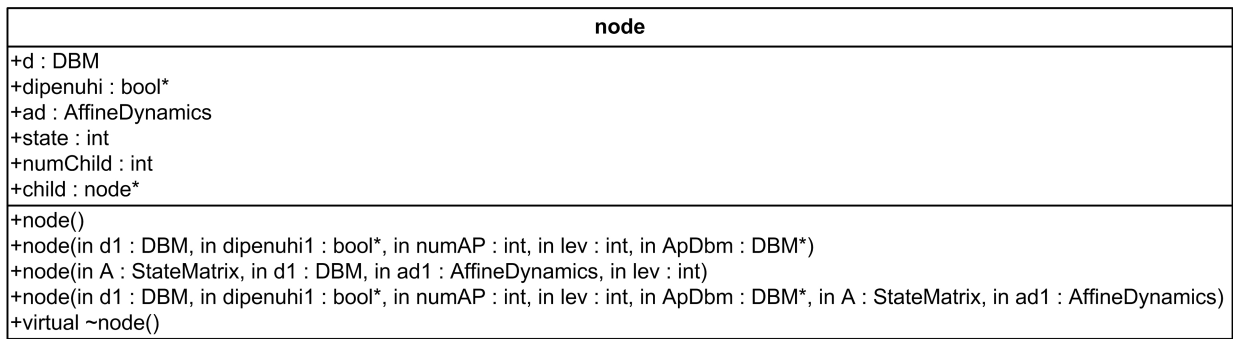 node
+d : DBM
+dipenuhi : bool*
+ad : AffineDynamics
+state : int
+numChild : int
+child : node*
+node()
+node(in d1 : DBM, in dipenuhi1 : bool*, in numAP : int, in lev : int, in ApDbm : DBM*)
+node(in A : StateMatrix, in d1 : DBM, in ad1 : AffineDynamics, in lev : int)
+node(in d1 : DBM, in dipenuhi1 : bool*, in numAP : int, in lev : int, in ApDbm : DBM*, in A : StateMatrix, in ad1 : AffineDynamics)
+virtual ~node()